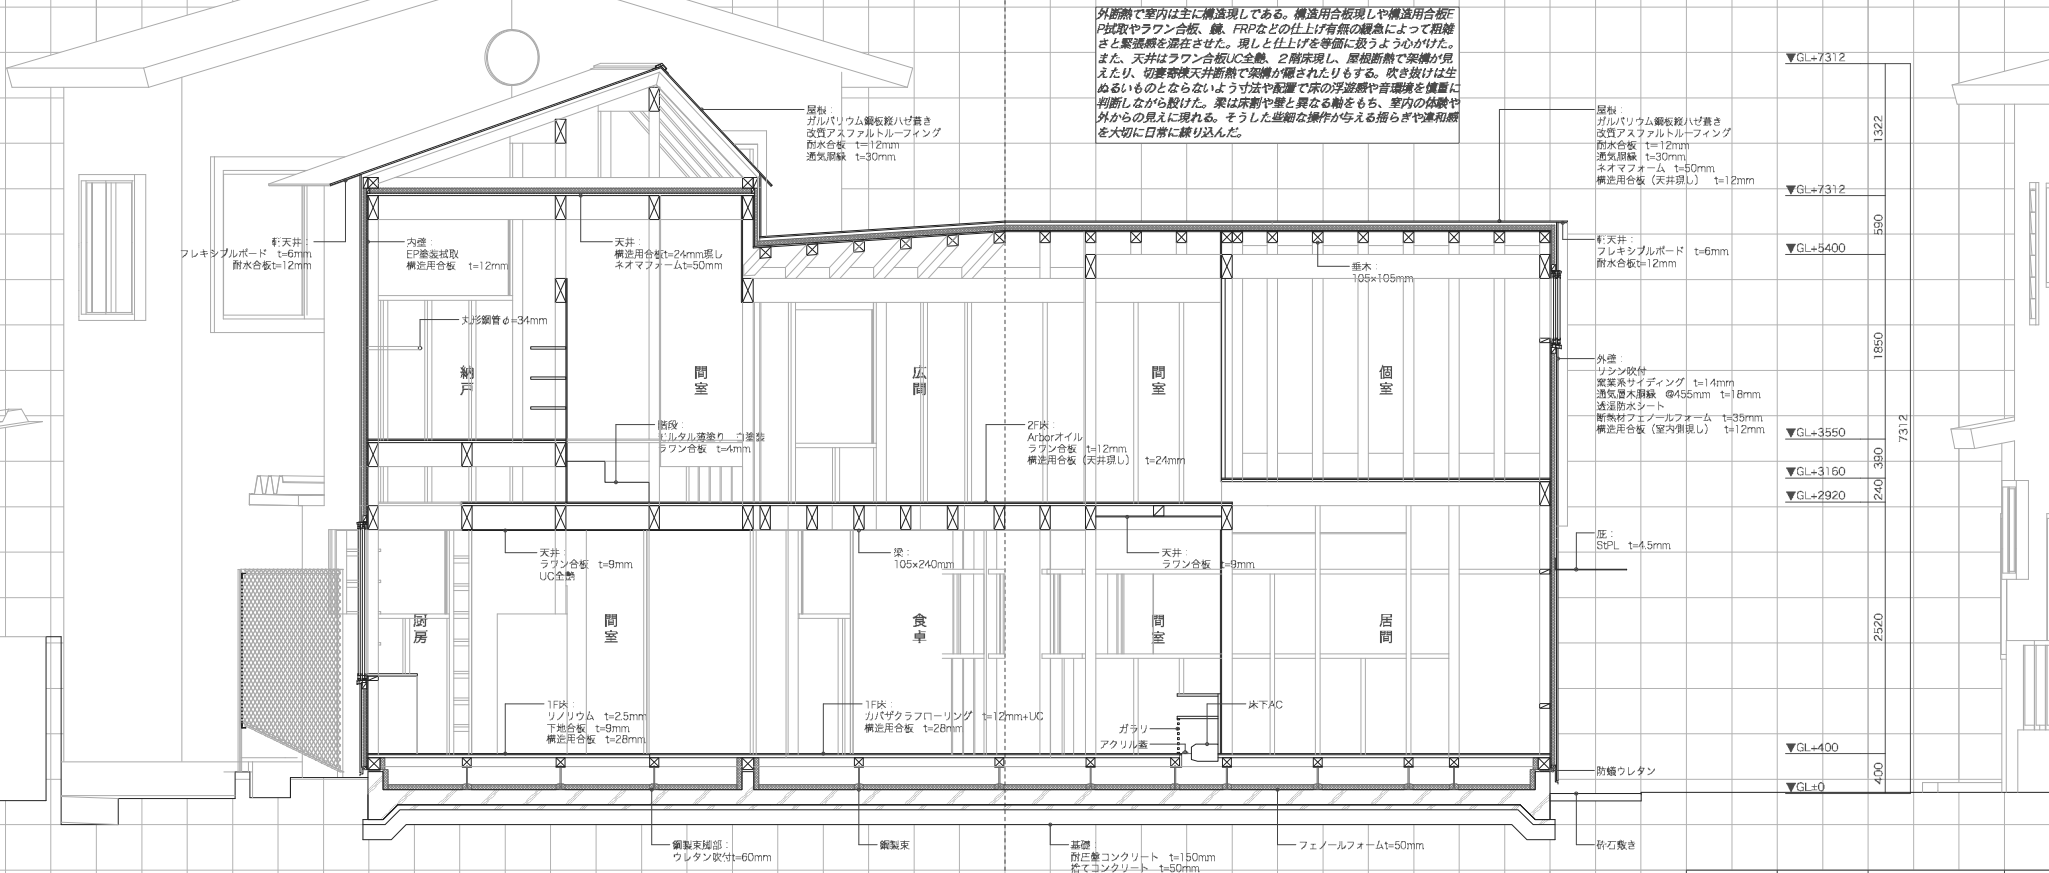 外断熱で室内は主に構造現しである。構造用合板現しや構造用合板E
P拭取やラワン合板、鏡、FRPなどの仕上げ有無の緩急によって粗雑
さと緊張感を混在させた。現しと仕上げを等価に扱うよう心がけた。
また、天井はラワン合板UC全艶、２階床現し、屋根断熱で架構が見
えたり、切妻寄棟天井断熱で架構が隠されたりもする。吹き抜けは生
ぬるいものとならないよう寸法や配置で床の浮遊感や音環境を慎重に
判断しながら設けた。梁は床割や壁と異なる軸をもち、室内の体験や
外からの見えに現れる。そうした些細な操作が与える揺らぎや違和感
を大切に日常に練り込んだ。
屋根：
ガルバリウム鋼板縦ハゼ葺き
改質アスファルトルーフィング
耐水合板　t=12mm
通気胴縁　t=30mm
屋根：
ガルバリウム鋼板縦ハゼ葺き
改質アスファルトルーフィング
耐水合板　t=12mm
通気胴縁　t=30mm
ネオマフォーム　t=50mm
構造用合板（天井現し）　t=12mm
軒天井：
フレキシブルボード　t=6mm
耐水合板t=12mm
内壁：
EP塗装拭取
構造用合板　t=12mm
天井：
構造用合板t=24mm現し
ネオマフォームt=50mm
垂木：
105×105mm
軒天井：
フレキシブルボード　t=6mm
耐水合板t=12mm
丸形鋼管φ=34mm
納戸
間室
広間
間室
個室
外壁：
リシン吹付
窯業系サイディング　t=14mm
通気層木胴縁　@455mm　t=18mm
透湿防水シート
断熱材フェノールフォーム　t=35mm
構造用合板（室内側現し）　t=12mm
階段：
モルタル薄塗り　白塗装
ラワン合板　t=4mm
2F床：
Arborオイル
ラワン合板　t=12mm
構造用合板（天井現し）　t=24mm
天井：
ラワン合板　t=9mm
UC全艶
梁：
105×240mm
天井：
ラワン合板　t=9mm
庇：
StPL　t=4.5mm
厨房
間室
食卓
間室
居間
1F床：
リノリウム　t=2.5mm
下地合板　t=9mm
構造用合板　t=28mm
1F床：
カバザクラフローリング　t=12mm+UC
構造用合板　t=28mm
ガラリ
アクリル蓋
床下AC
防蟻ウレタン
鋼製束脚部：
ウレタン吹付t=60mm
鋼製束
基礎：
耐圧盤コンクリート　t=150mm
捨てコンクリート　t=50mm
フェノールフォームt=50mm
砕石敷き
▼GL+7312
▼GL+7312
▼GL+5400
▼GL+3550
▼GL+3160
▼GL+2920
▼GL+400
▼GL±0
1322
590
1850
390
240
2520
400
7312